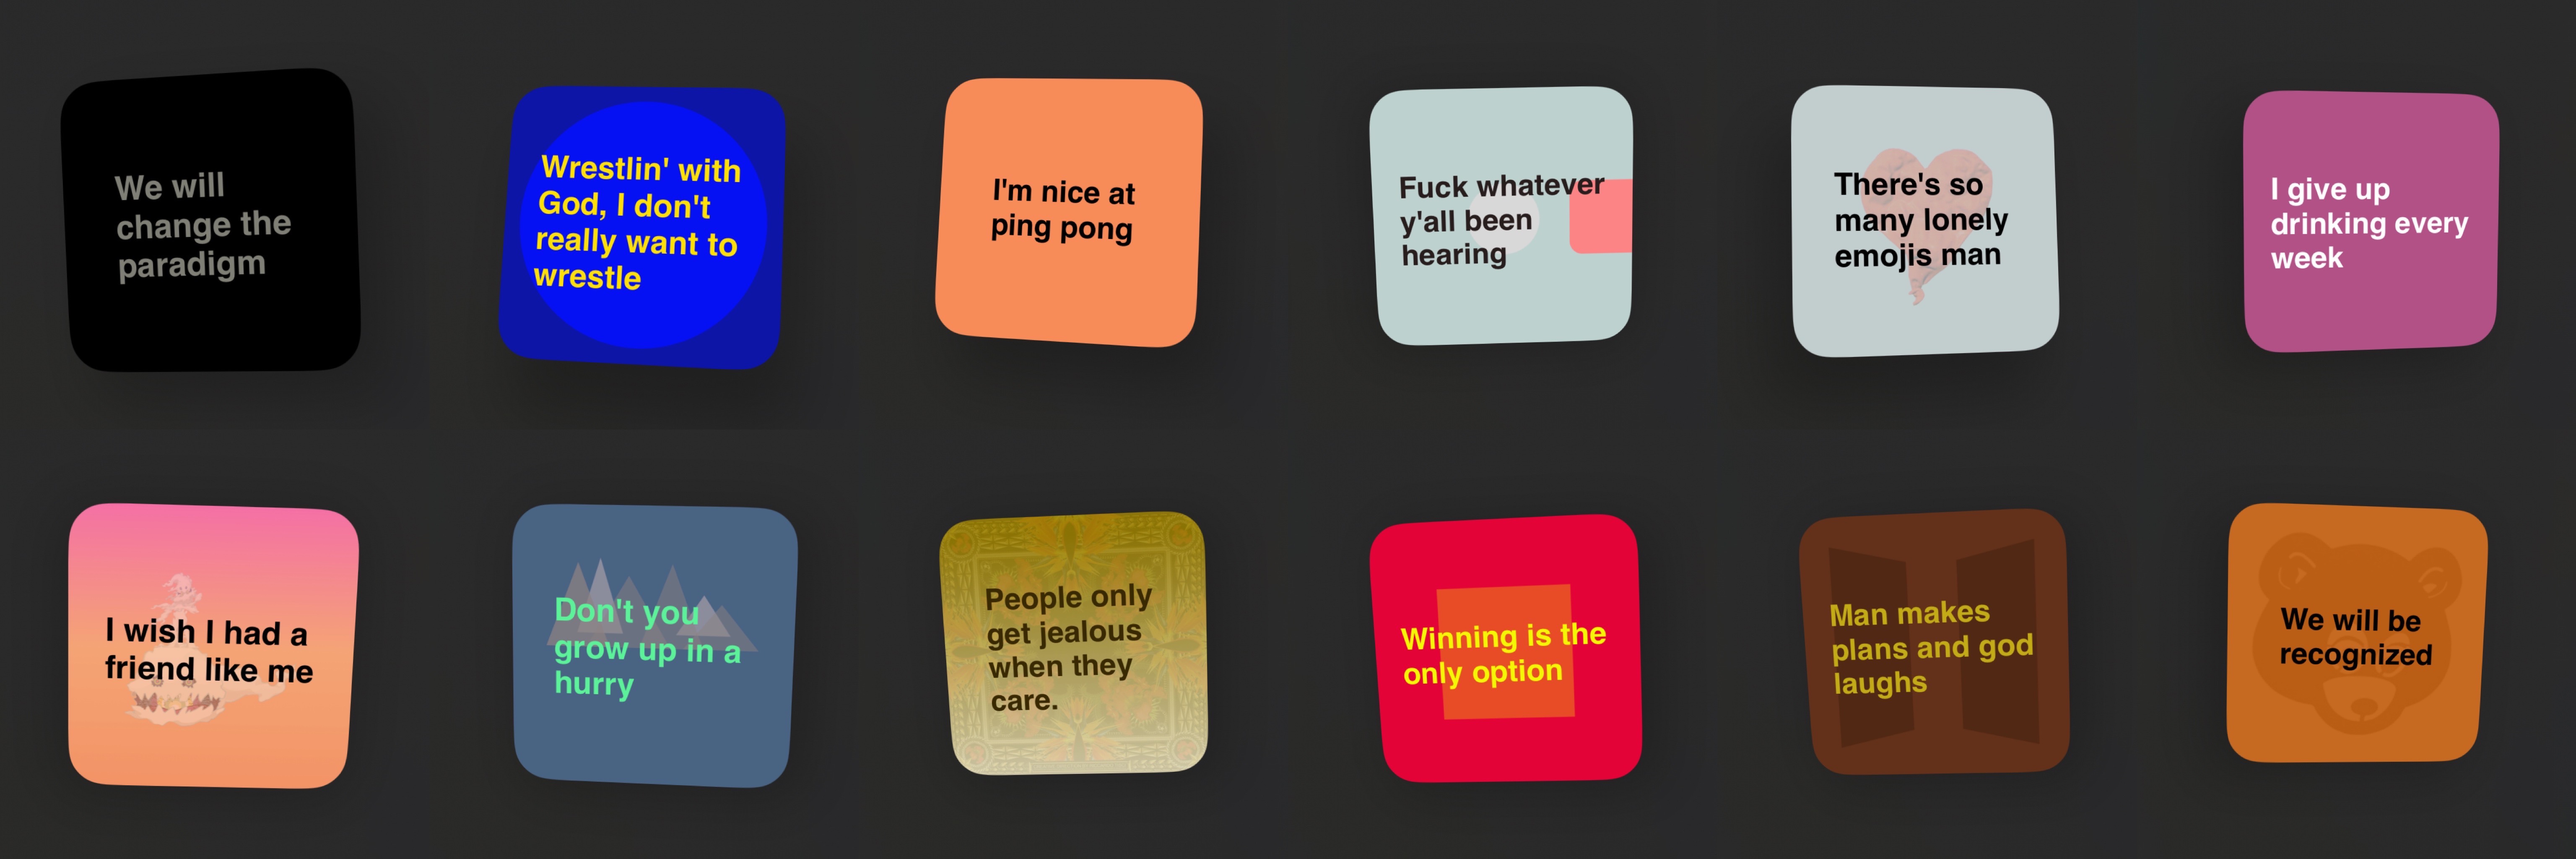 We will
change the
paradigm
Wrestlin' with
God, I don't
really want to
wrestle
I'm nice at
ping pong
Fuck whatever
y'all been
hearing
There's so
many lonely
emojis man
I give up
drinking every
week
I wish I had a
friend like me
Don't you
grow up in a
hurry
People only
get jealous
when they
care.
Winning is the
only option
Man makes
plans and god
laughs
We will be
recognized